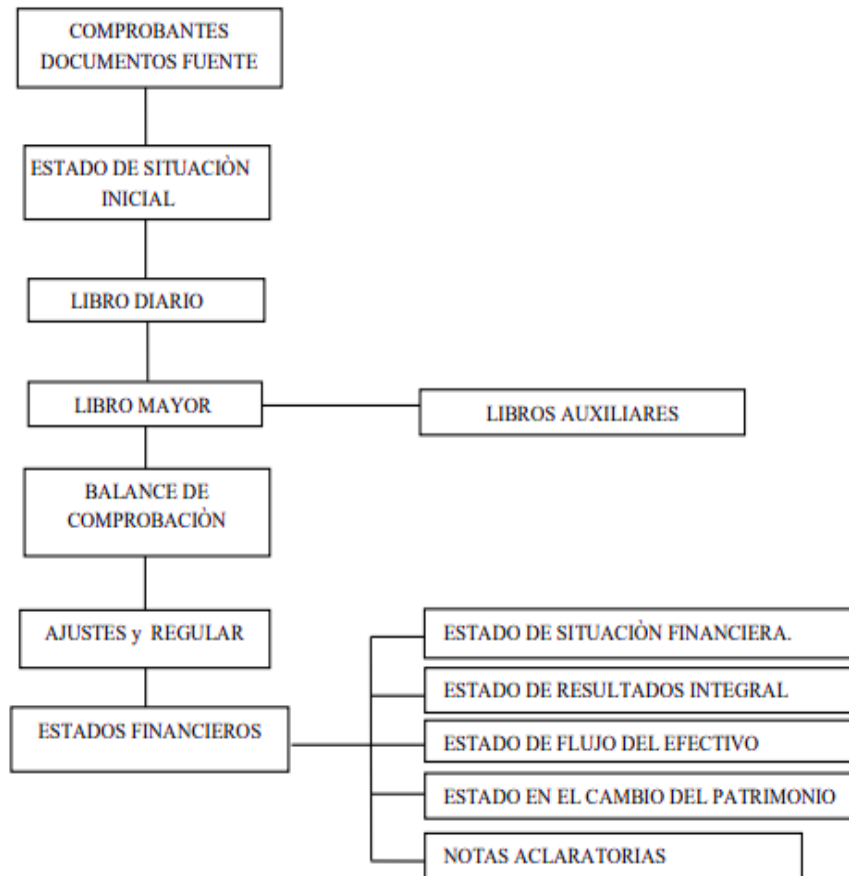 COMPROBANTES
DOCUMENTOS FUENTE
ESTADO DE SITUACIÒN
INICIAL
LIBRO DIARIO
LIBRO MAYOR
LIBROS AUXILIARES
BALANCE DE
COMPROBACIÒN
AJUSTES y REGULAR
ESTADOS FINANCIEROS
ESTADO DE SITUACIÒN FINANCIERA.
ESTADO DE RESULTADOS INTEGRAL
ESTADO DE FLUJO DEL EFECTIVO
ESTADO EN EL CAMBIO DEL PATRIMONIO
NOTAS ACLARATORIAS